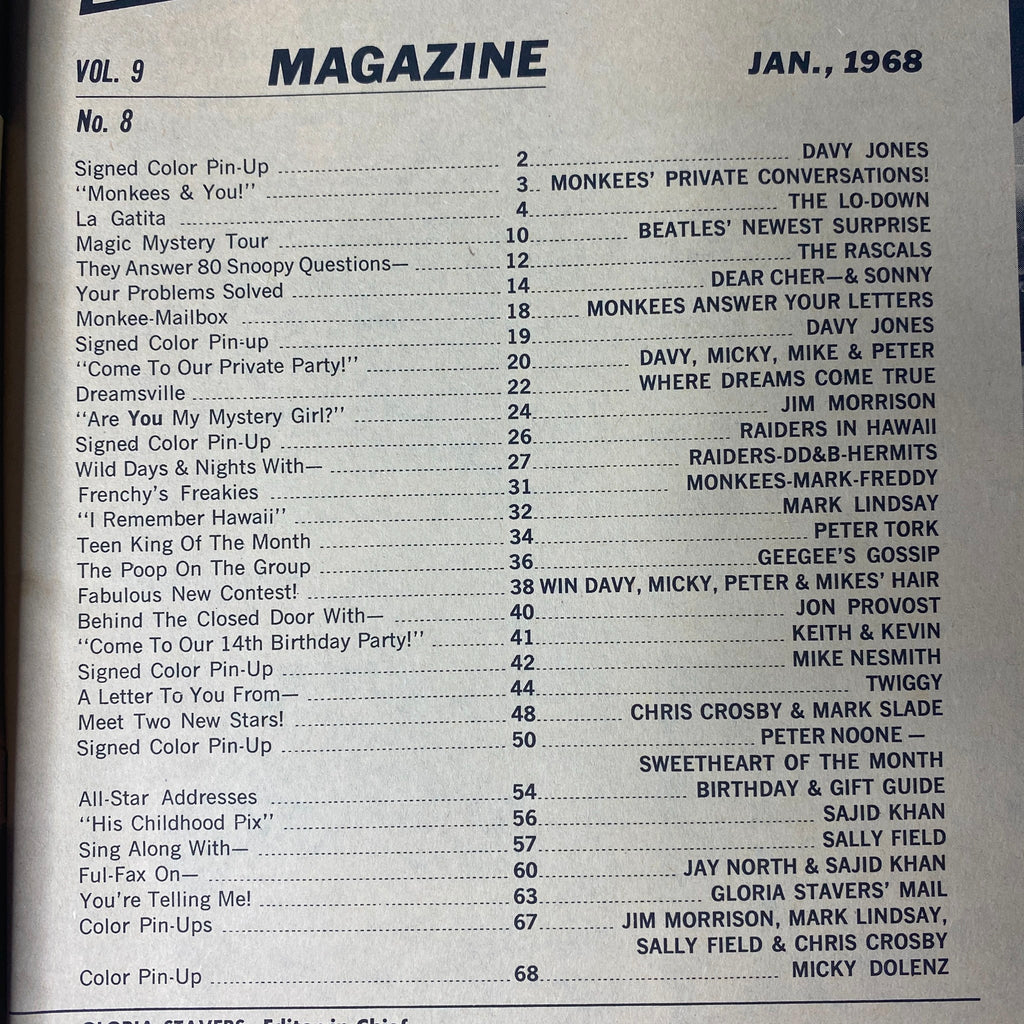 VOL. 9 MAGAZINE JAN., 1968
No. 8
Signed Color Pin-Up 2 DAVY JONES
"Monkees & You!" 3 MONKEES' PRIVATE CONVERSATIONS!
La Gatita 4 THE LO-DOWN
Magic Mystery Tour 10 BEATLES' NEWEST SURPRISE
They Answer 80 Snoopy Questions— 12 THE RASCALS
Your Problems Solved 14 DEAR CHER—& SONNY
Monkee-Mailbox 18 MONKEES ANSWER YOUR LETTERS
Signed Color Pin-up 19 DAVY JONES
"Come To Our Private Party!" 20 DAVY, MICKY, MIKE & PETER
Dreamsville 22 WHERE DREAMS COME TRUE
"Are You My Mystery Girl?" 24 JIM MORRISON
Signed Color Pin-Up 26 RAIDERS IN HAWAII
Wild Days & Nights With— 27 RAIDERS-DD&B-HERMITS
Frenchy's Freakies 31 MONKEES-MARK-FREDDY
"I Remember Hawaii" 32 MARK LINDSAY
Teen King Of The Month 34 PETER TORK
The Poop On The Group 36 GEEGEE'S GOSSIP
Fabulous New Contest! 38 WIN DAVY, MICKY, PETER & MIKES' HAIR
Behind The Closed Door With— 40 JON PROVOST
"Come To Our 14th Birthday Party!" 41 KEITH & KEVIN
Signed Color Pin-Up 42 MIKE NESMITH
A Letter To You From— 44 TWIGGY
Meet Two New Stars! 48 CHRIS CROSBY & MARK SLADE
Signed Color Pin-Up 50 PETER NOONE —
SWEETHEART OF THE MONTH
All-Star Addresses 54 BIRTHDAY & GIFT GUIDE
"His Childhood Pix" 56 SAJID KHAN
Sing Along With— 57 SALLY FIELD
Ful-Fax On— 60 JAY NORTH & SAJID KHAN
You're Telling Me! 63 GLORIA STAVERS' MAIL
Color Pin-Ups 67 JIM MORRISON, MARK LINDSAY,
SALLY FIELD & CHRIS CROSBY
Color Pin-Up 68 MICKY DOLENZ
GLORIA STAVERS Editor in Chief